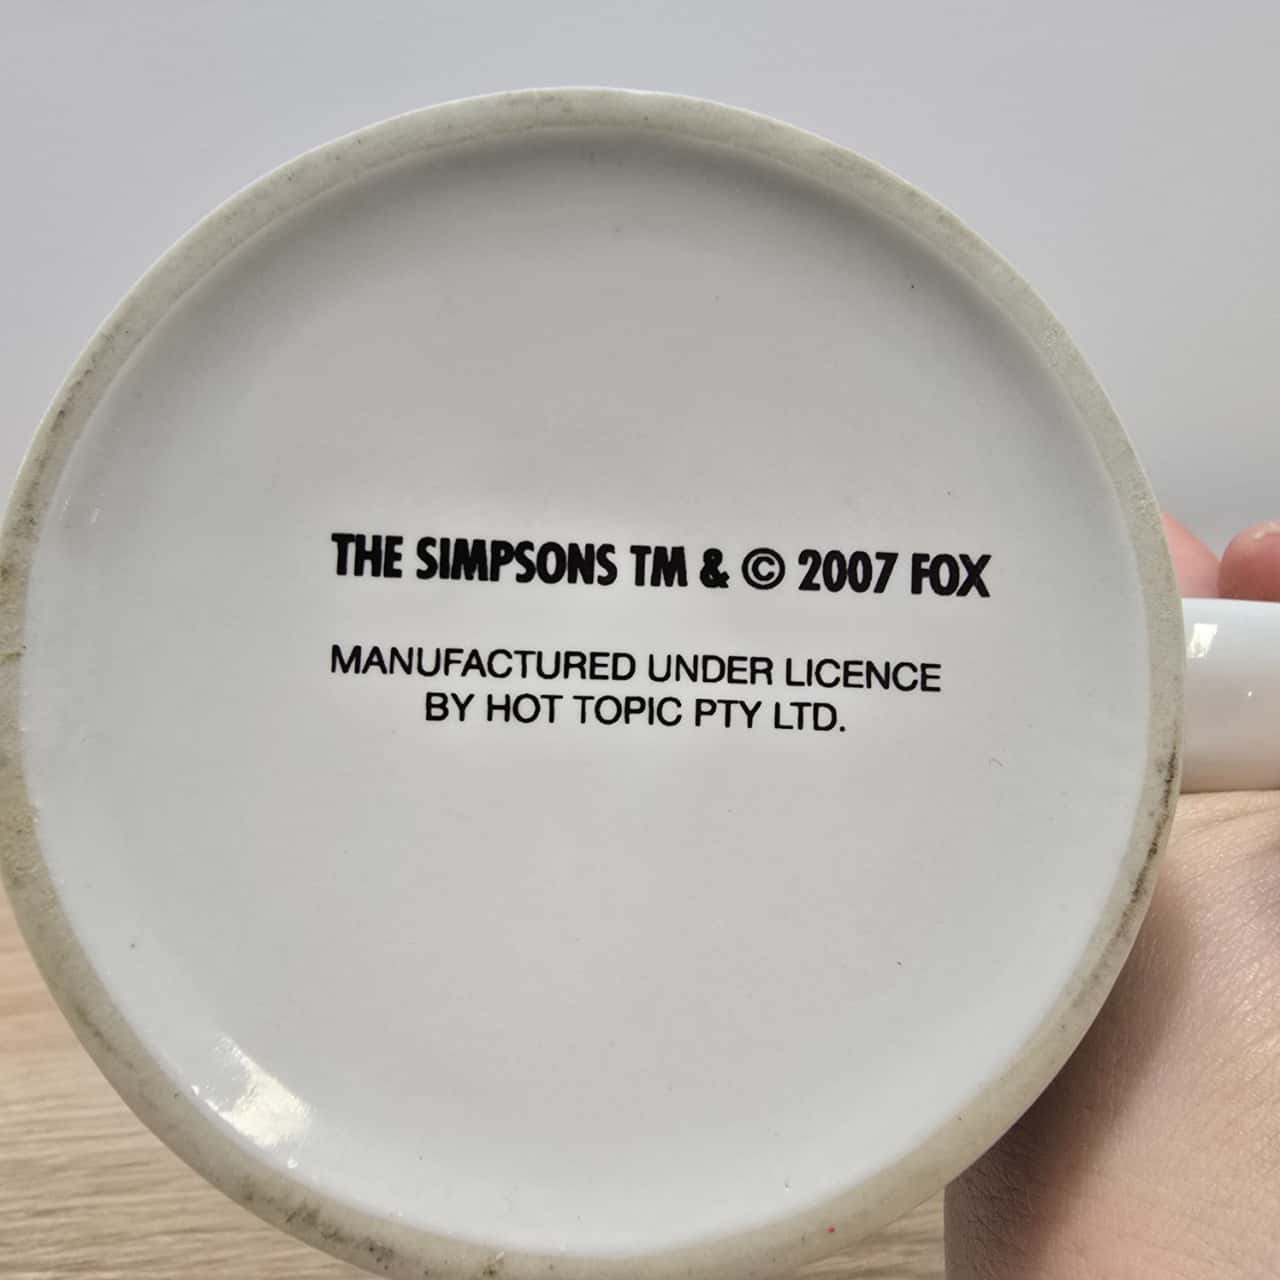 THE SIMPSONS TM & © 2007 FOX
MANUFACTURED UNDER LICENCE
BY HOT TOPIC PTY LTD.